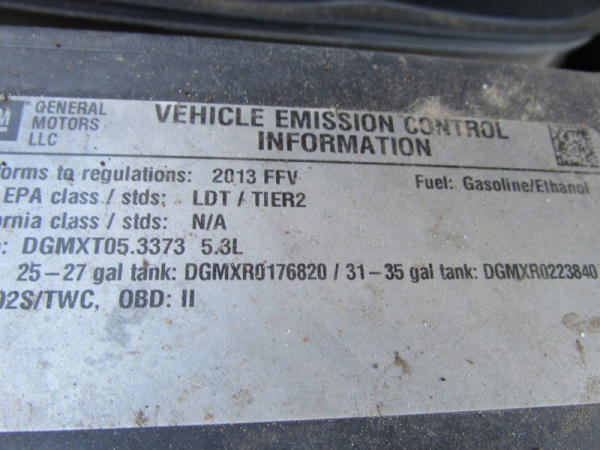 GM GENERAL MOTORS LLC
VEHICLE EMISSION CONTROL
INFORMATION
forms to regulations: 2013 FFV Fuel: Gasoline/Ethanol
EPA class / stds: LDT / TIER2
ornia class / stds: N/A
: DGMXT05.3373 5.3L
25-27 gal tank: DGMXR0176820 / 31-35 gal tank: DGMXR0223840
O2S/TWC, OBD: II